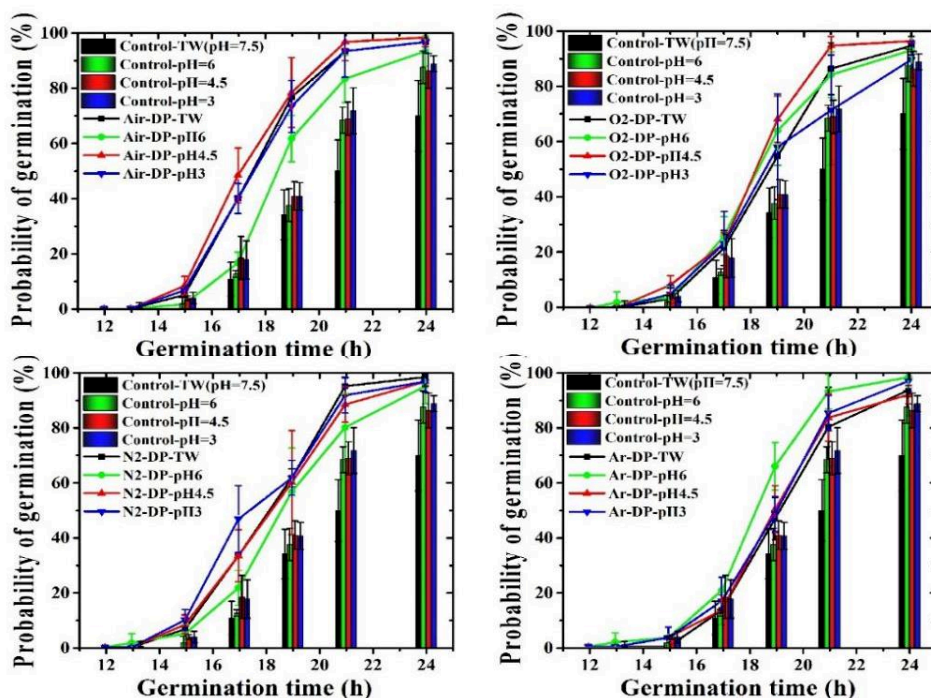 Probability of germination (%)
100
80
60
40
20
0
Control-TW(pH=7.5)
Control-pH=6
Control-pII=4.5
Control-pH=3
Air-DP-TW
Air-DP-pII6
Air-DP-pH4.5
Air-DP-pH3
12 14 16 18 20 22 24
Germination time (h)
Probability of germination (%)
100
80
60
40
20
0
Control-TW(pII=7.5)
Control-pH=6
Control-pH=4.5
Control-pH=3
O2-DP-TW
O2-DP-pH6
O2-DP-pII4.5
O2-DP-pH3
12 14 16 18 20 22 24
Germination time (h)
Probability of germination (%)
100
80
60
40
20
0
Control-TW(pH=7.5)
Control-pH=6
Control-pII=4.5
Control-pH=3
N2-DP-TW
N2-DP-pH6
N2-DP-pH4.5
N2-DP-pII3
12 14 16 18 20 22 24
Germination time (h)
Probability of germination (%)
100
80
60
40
20
0
Control-TW(pII=7.5)
Control-pH=6
Control-pH=4.5
Control-pH=3
Ar-DP-TW
Ar-DP-pH6
Ar-DP-pH4.5
Ar-DP-pII3
12 14 16 18 20 22 24
Germination time (h)